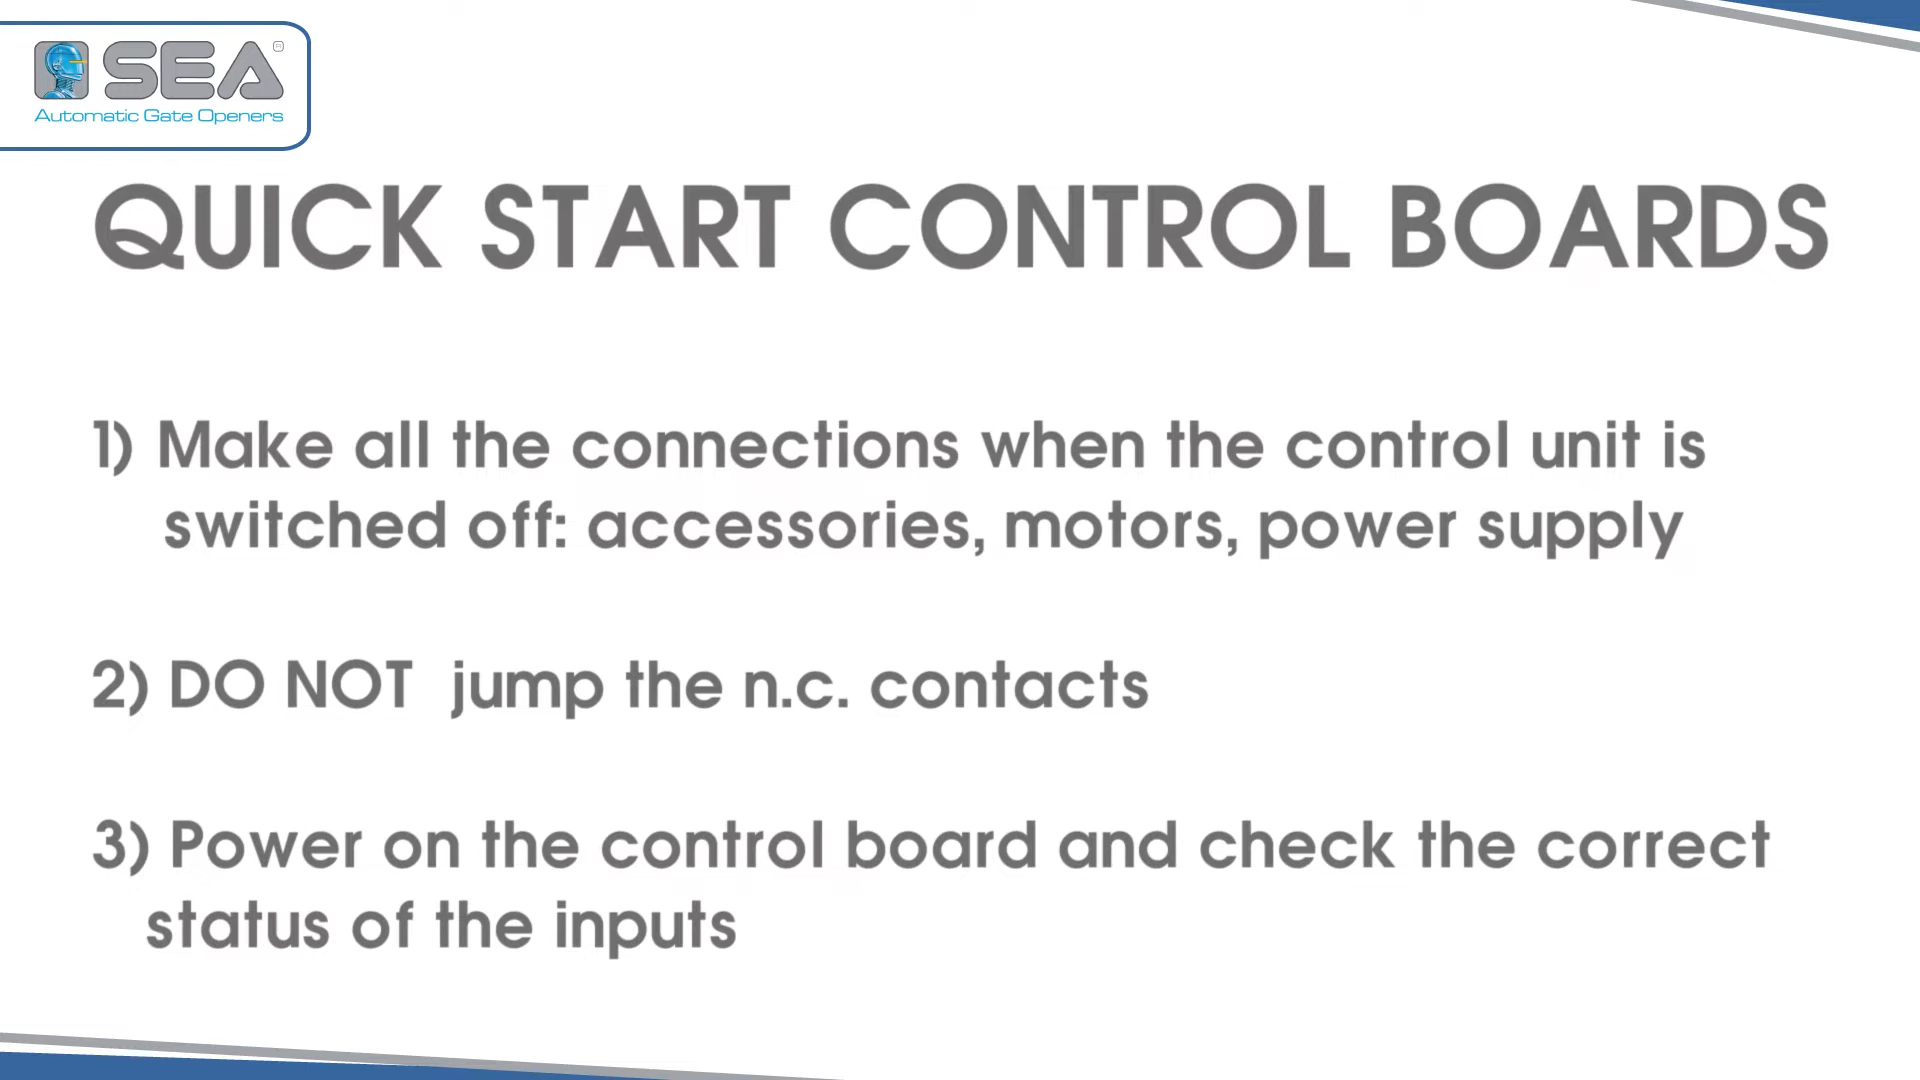 SEA®
Automatic Gate Openers
QUICK START CONTROL BOARDS
1) Make all the connections when the control unit is
switched off: accessories, motors, power supply
2) DO NOT jump the n.c. contacts
3) Power on the control board and check the correct
status of the inputs